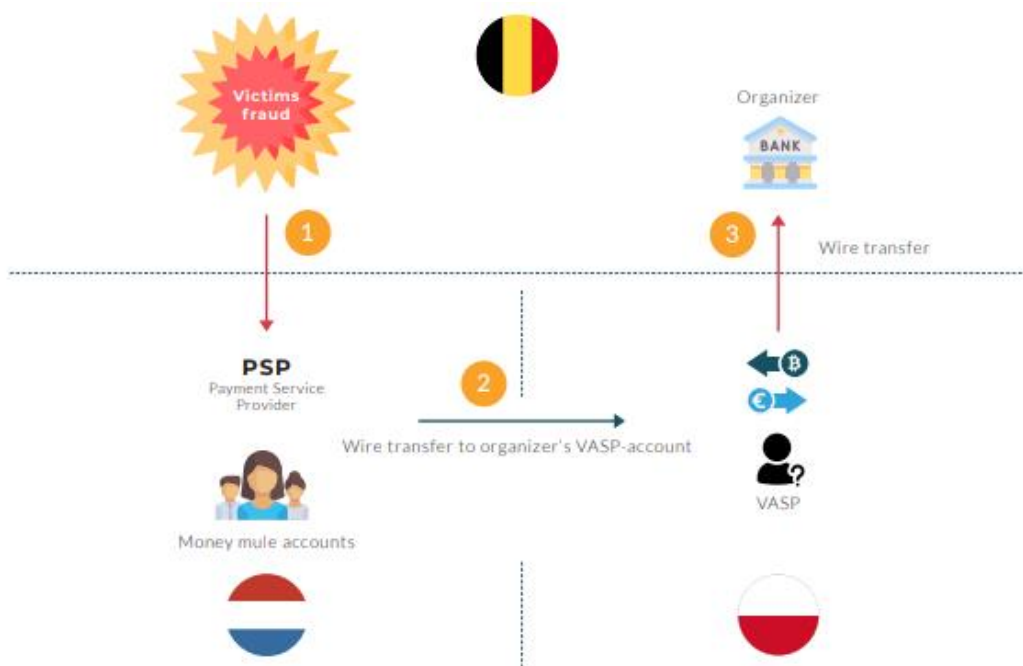 Victims
fraud
Organizer
BANK
1
3
Wire transfer
PSP
Payment Service
Provider
2
Wire transfer to organizer's VASP-account
₿
€
?
VASP
Money mule accounts